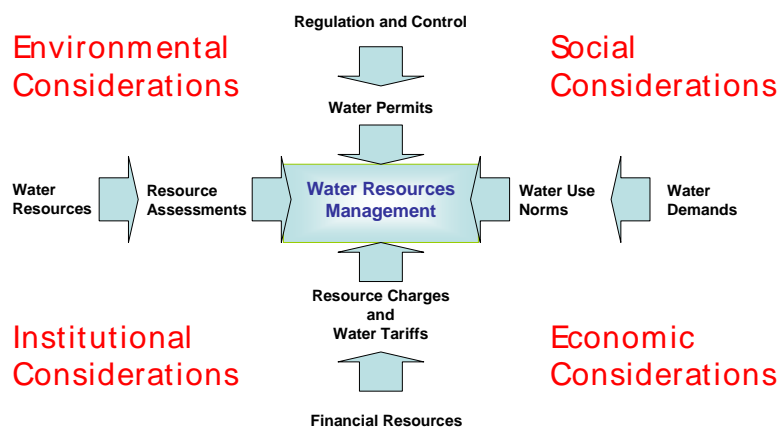 Regulation and Control
Environmental
Considerations
Social
Considerations
Water Permits
Water
Resources
Resource
Assessments
Water Resources
Management
Water Use
Norms
Water
Demands
Resource Charges
and
Water Tariffs
Institutional
Considerations
Economic
Considerations
Financial Resources